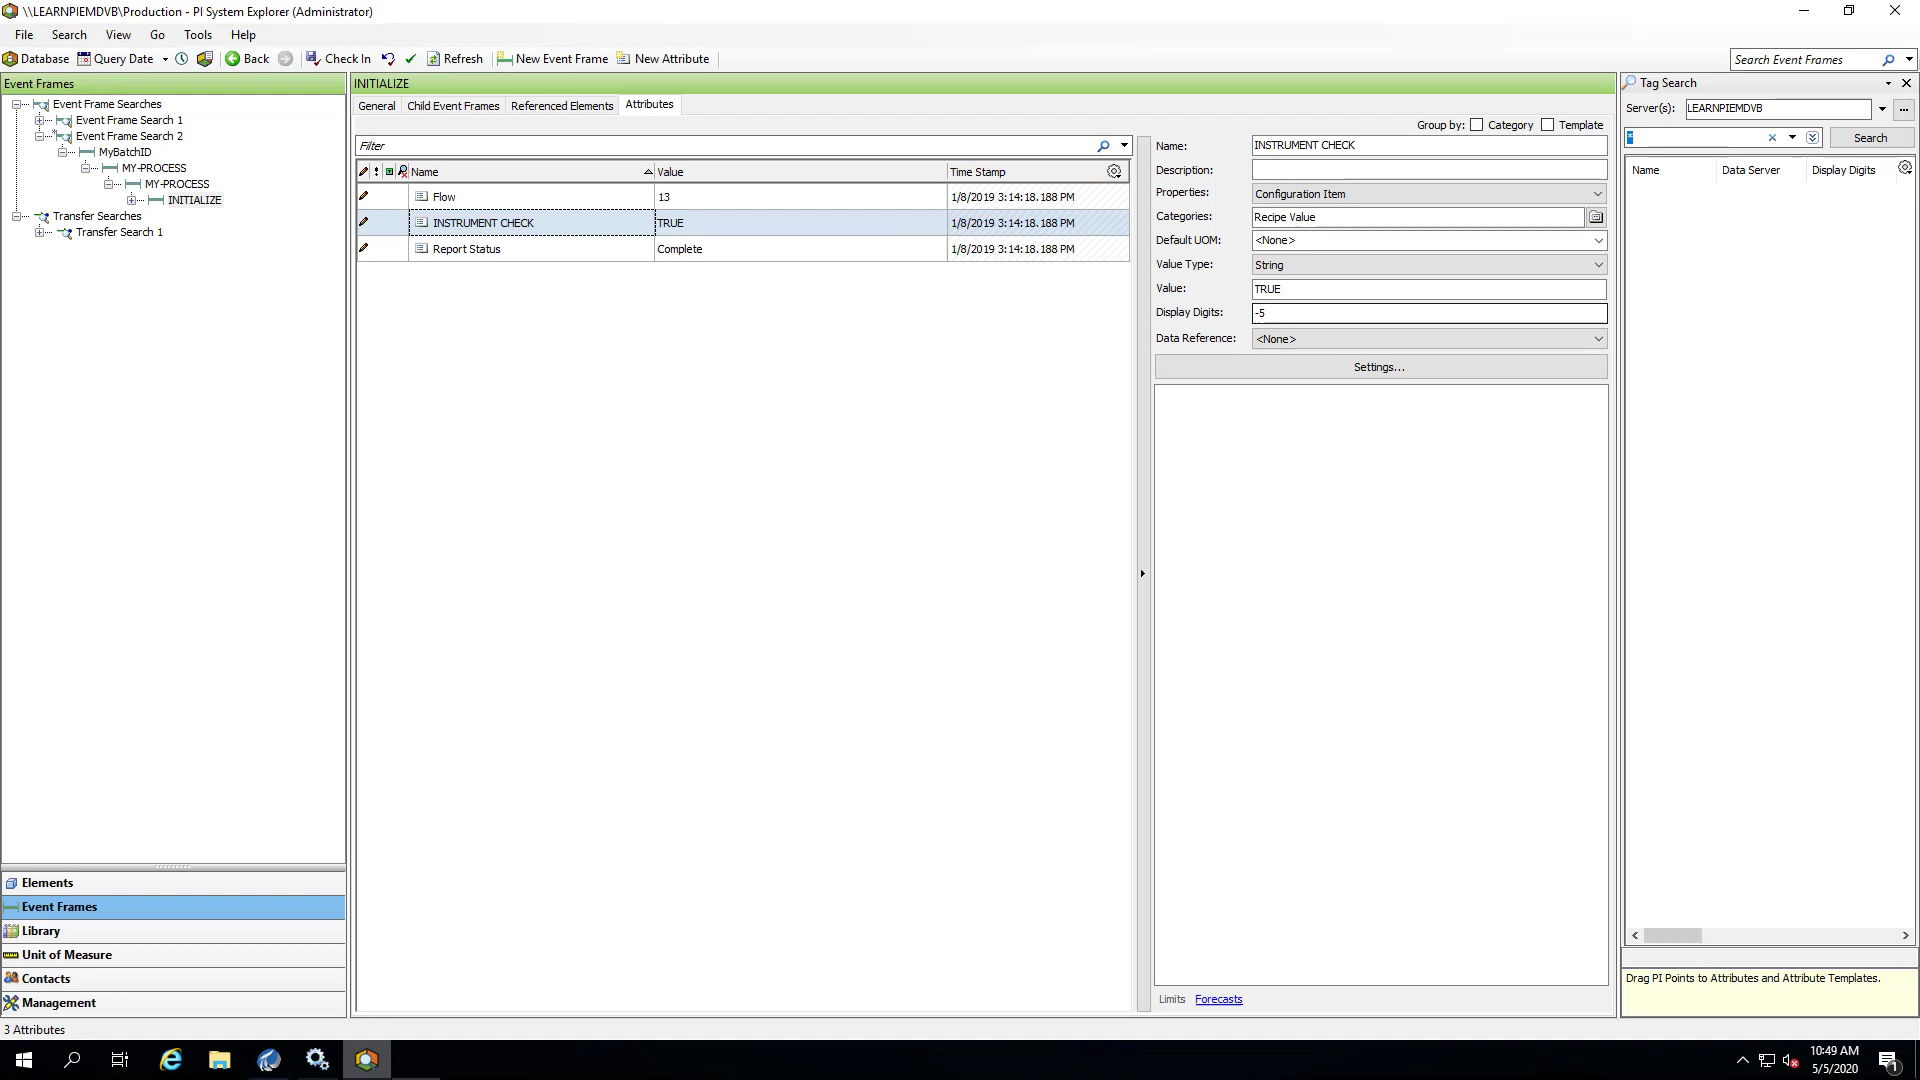 \\LEARNPIEMDVB\Production - PI System Explorer (Administrator)
File Search View Go Tools Help
Database Query Date Back Check In Refresh New Event Frame New Attribute Search Event Frames
Event Frames
Event Frame Searches
Event Frame Search 1
Event Frame Search 2
MyBatchID
MY-PROCESS
MY-PROCESS
INITIALIZE
Transfer Searches
Transfer Search 1
Elements
Event Frames
Library
Unit of Measure
Contacts
Management
INITIALIZE
General Child Event Frames Referenced Elements Attributes
Group by: Category Template
Filter
Name Value Time Stamp
Flow 13 1/8/2019 3:14:18.188 PM
INSTRUMENT CHECK TRUE 1/8/2019 3:14:18.188 PM
Report Status Complete 1/8/2019 3:14:18.188 PM
Name: INSTRUMENT CHECK
Description:
Properties: Configuration Item
Categories: Recipe Value
Default UOM: <None>
Value Type: String
Value: TRUE
Display Digits: -5
Data Reference: <None>
Settings...
Limits Forecasts
Tag Search
Server(s): LEARNPIEMDVB ...
* Search
Name Data Server Display Digits
Drag PI Points to Attributes and Attribute Templates.
3 Attributes
10:49 AM
5/5/2020
1